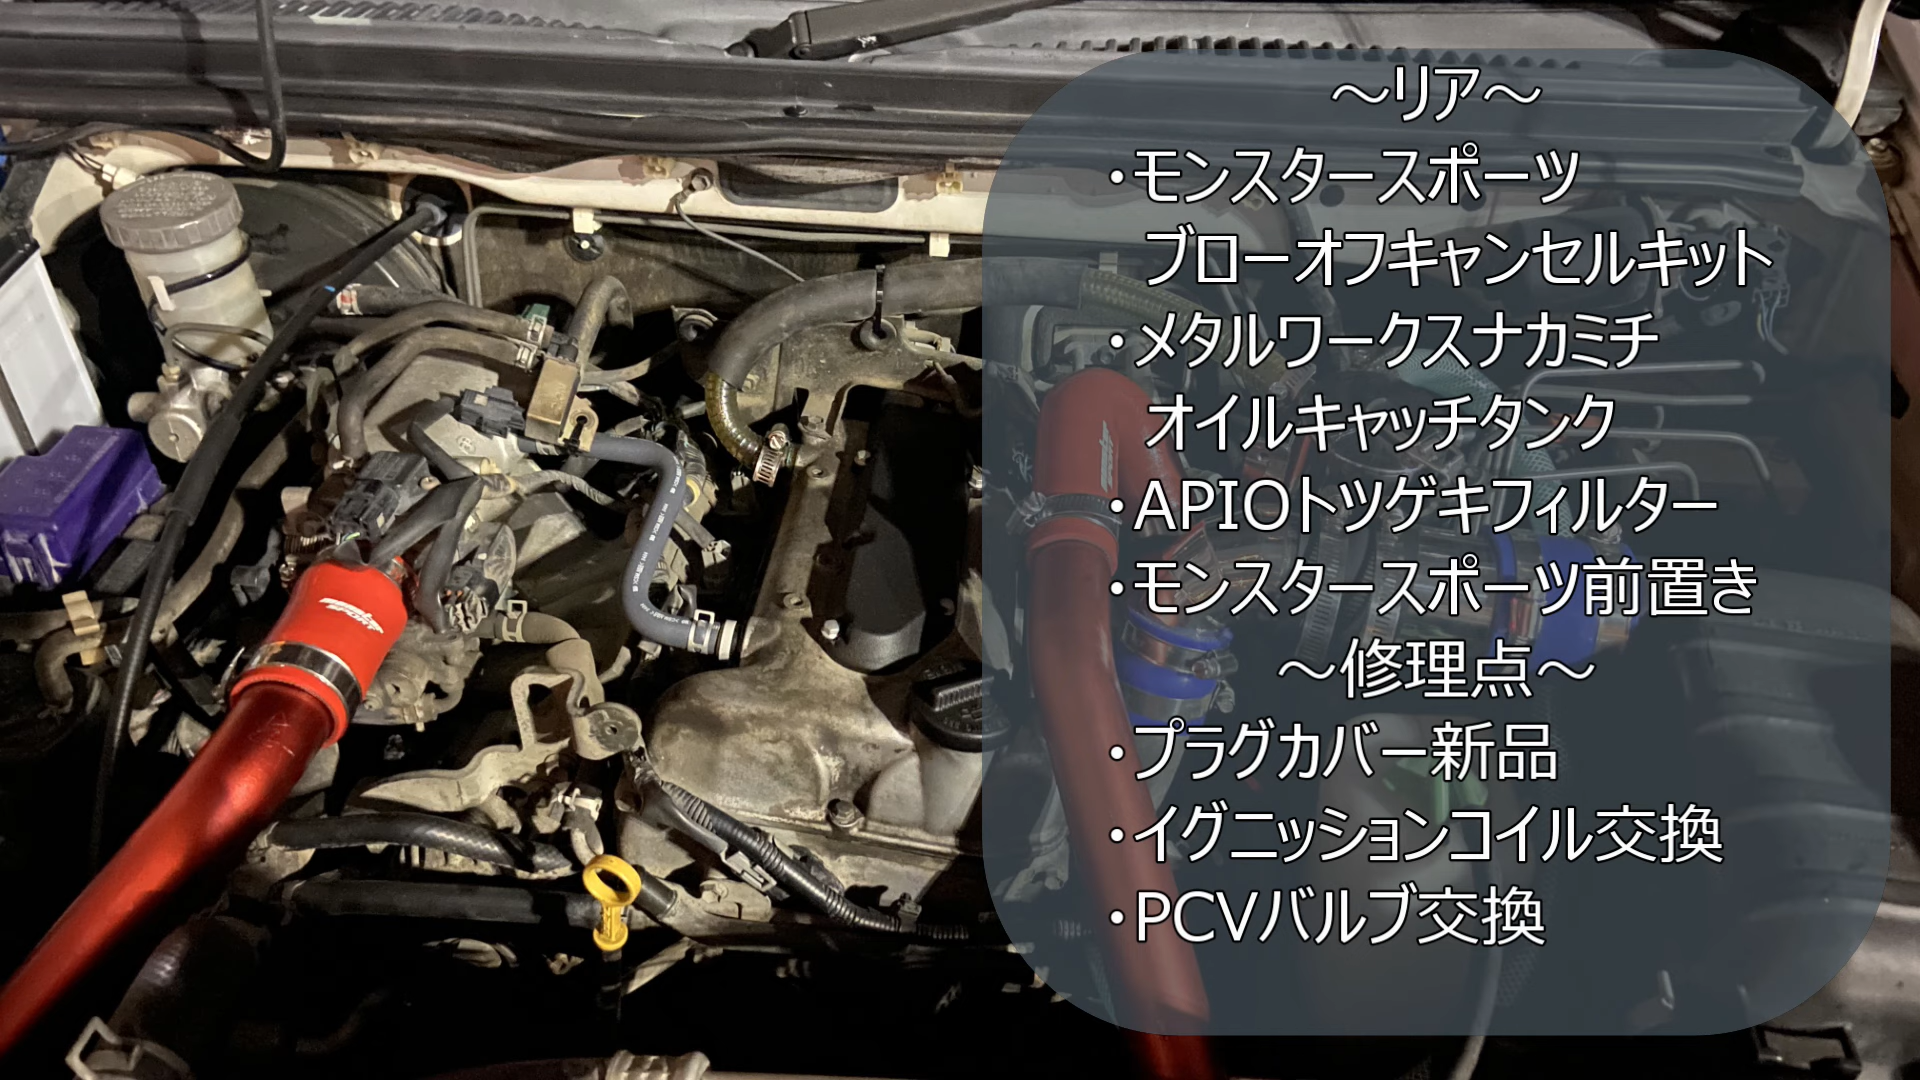 ～リア～
・モンスタースポーツ
ブローオフキャンセルキット
・メタルワークスナカミチ
オイルキャッチタンク
・APIOトツゲキフィルター
・モンスタースポーツ前置き
～修理点～
・プラグカバー新品
・イグニッションコイル交換
・PCVバルブ交換